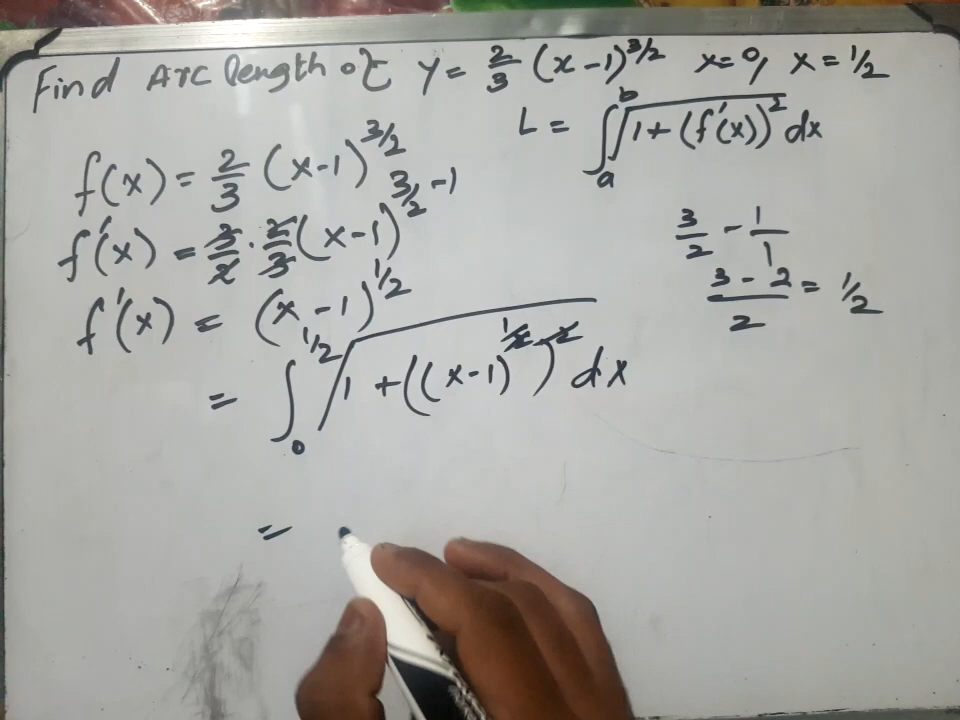 Find Arc length of y = 2/3 (x-1)^3/2 x=0, x=1/2
L = ∫_a^b √(1+(f'(x))^2) dx
f(x) = 2/3 (x-1)^3/2
f'(x) = 3/2 · 2/3 (x-1)^3/2-1
3/2 - 1/1
f'(x) = (x-1)^1/2
3-2/2 = 1/2
= ∫_0^1/2 √(1+((x-1)^1/2)^2) dx
=